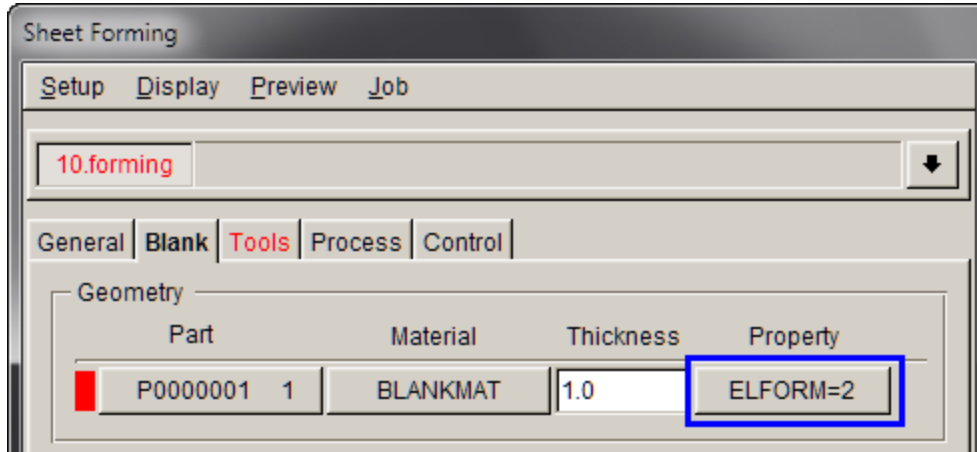 Sheet Forming
Setup Display Preview Job
10.forming
General Blank Tools Process Control
Geometry
Part Material Thickness Property
P0000001 1 BLANKMAT 1.0 ELFORM=2